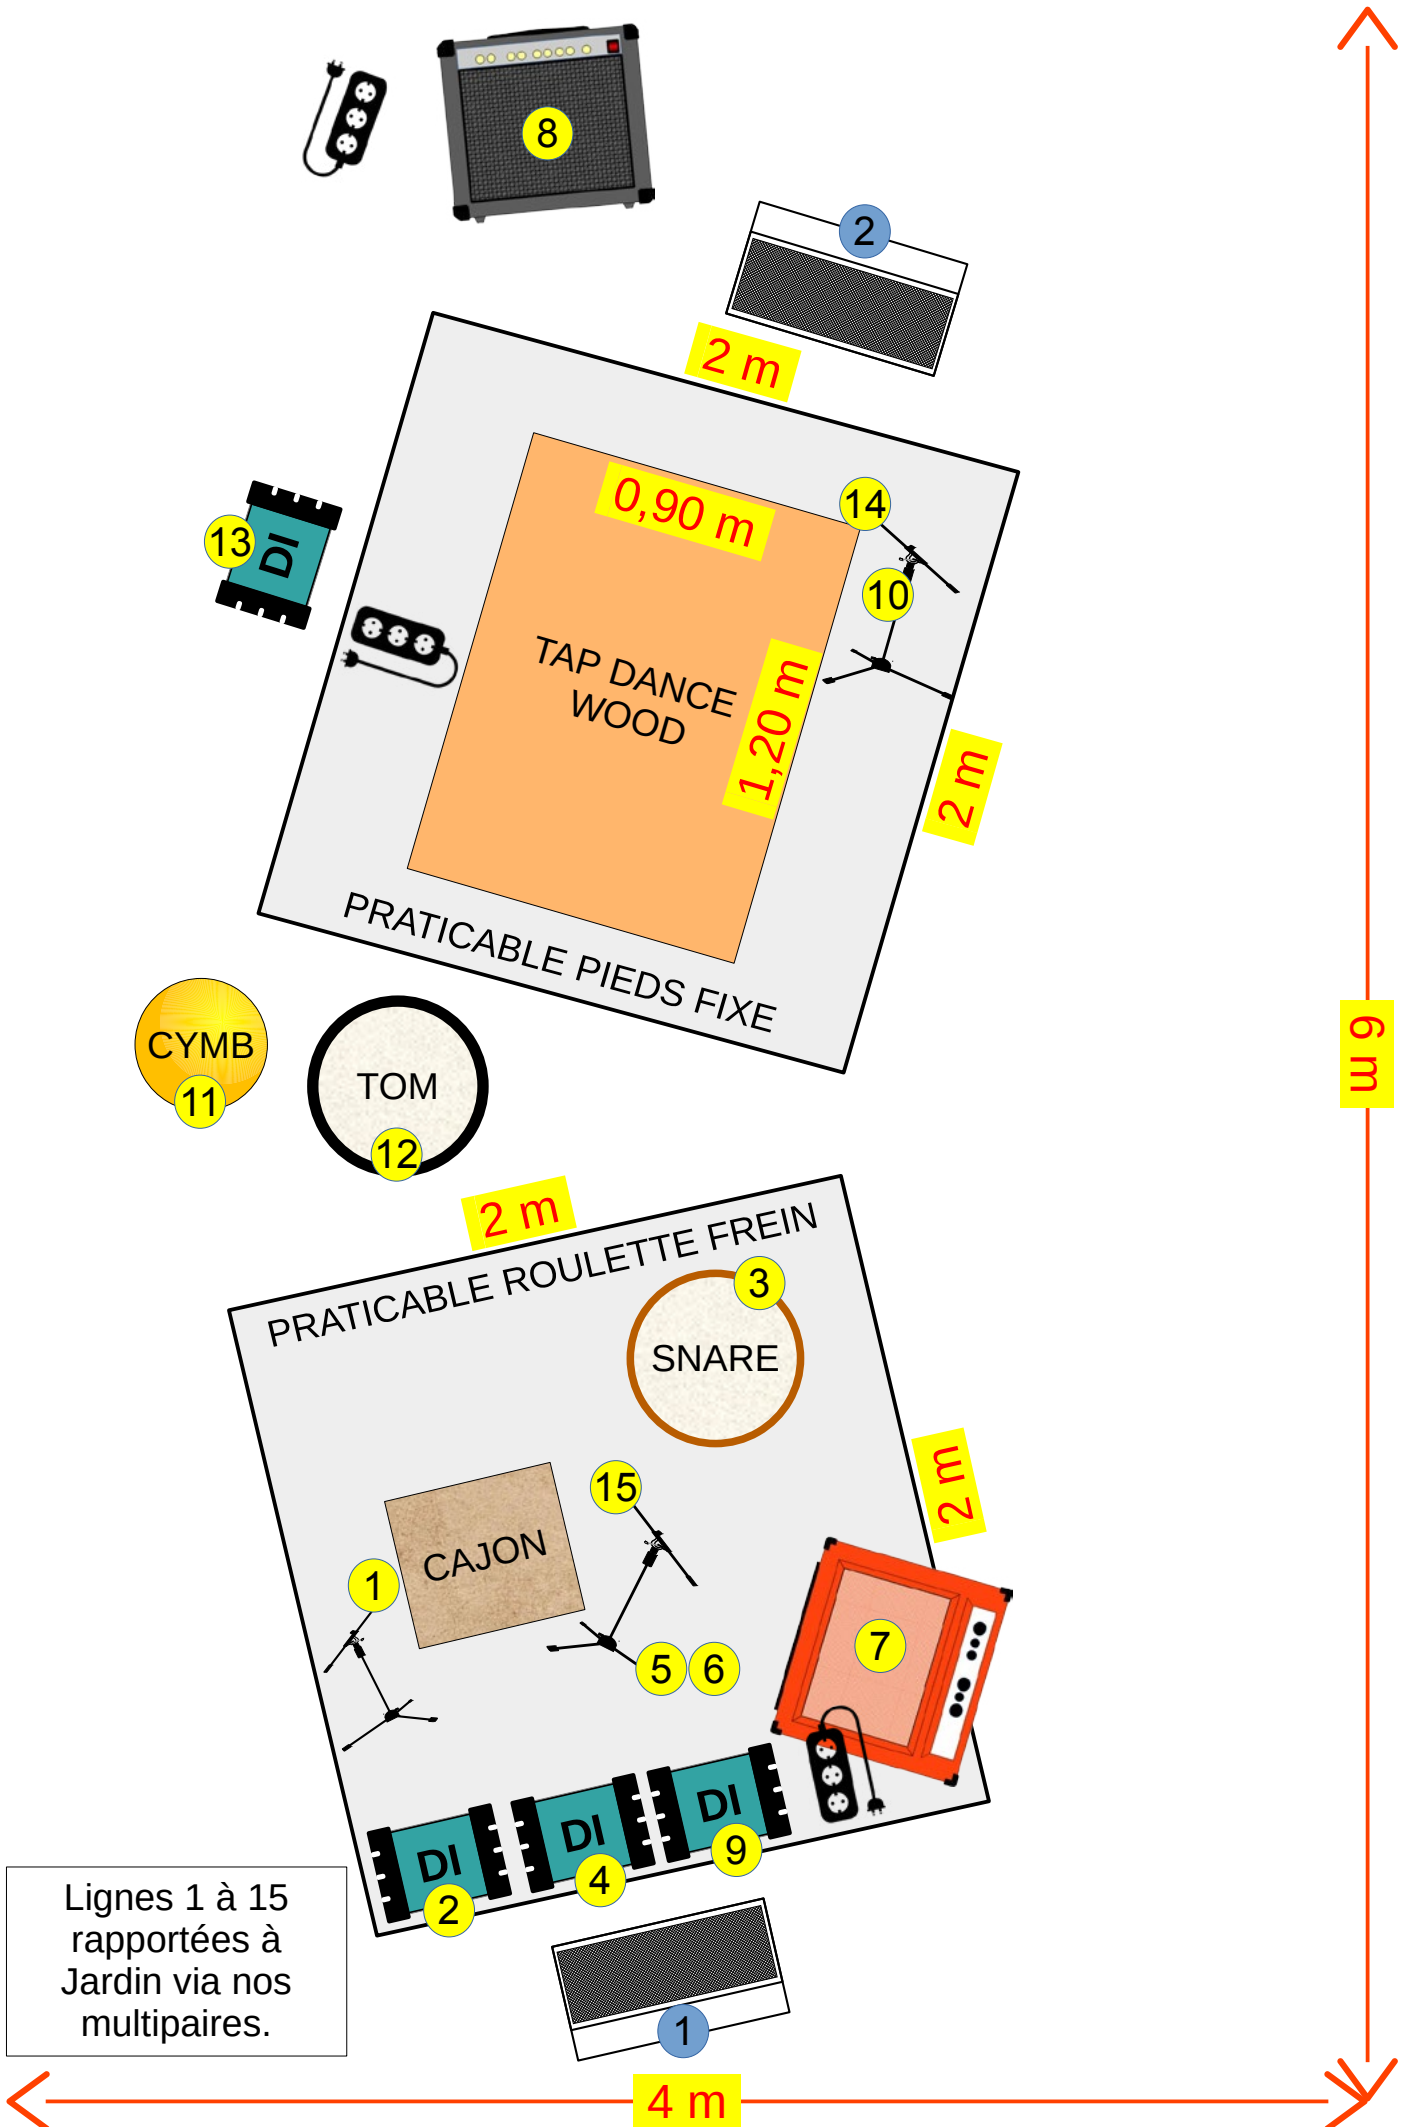 8
2
2 m
0,90 m
14
13
DI
10
TAP DANCE
WOOD
1,20 m
2 m
PRATICABLE PIEDS FIXE
6 m
CYMB
11
TOM
12
2 m
PRATICABLE ROULETTE FREIN
3
SNARE
2 m
15
CAJON
1
5
6
7
DI
2
DI
4
DI
9
Lignes 1 à 15
rapportées à
Jardin via nos
multipaires.
1
4 m